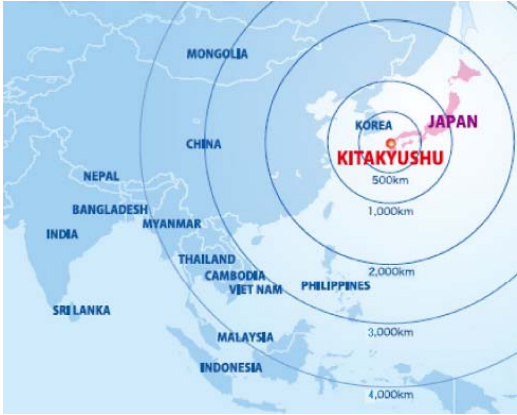 MONGOLIA
KOREA
JAPAN
CHINA
KITAKYUSHU
NEPAL
500km
BANGLADESH
1,000km
MYANMAR
INDIA
THAILAND
CAMBODIA
2,000km
VIET NAM
PHILIPPINES
SRI LANKA
3,000km
MALAYSIA
INDONESIA
4,000km